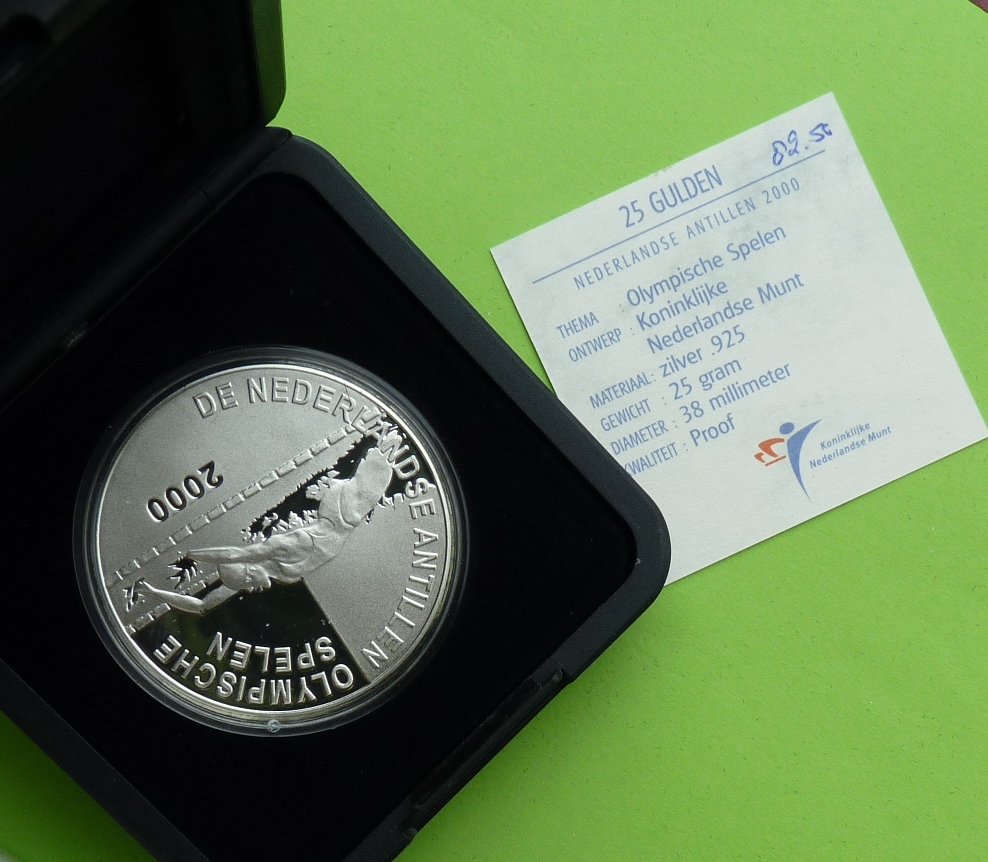 DE NEDERLANDSE ANTILLEN
2000
OLYMPISCHE
SPELEN
82.50
25 GULDEN
NEDERLANDSE ANTILLEN 2000
THEMA : Olympische Spelen
ONTWERP : Koninklijke
Nederlandse Munt
MATERIAAL: zilver .925
GEWICHT : 25 gram
DIAMETER : 38 millimeter
KWALITEIT : Proof
Koninklijke
Nederlandse Munt